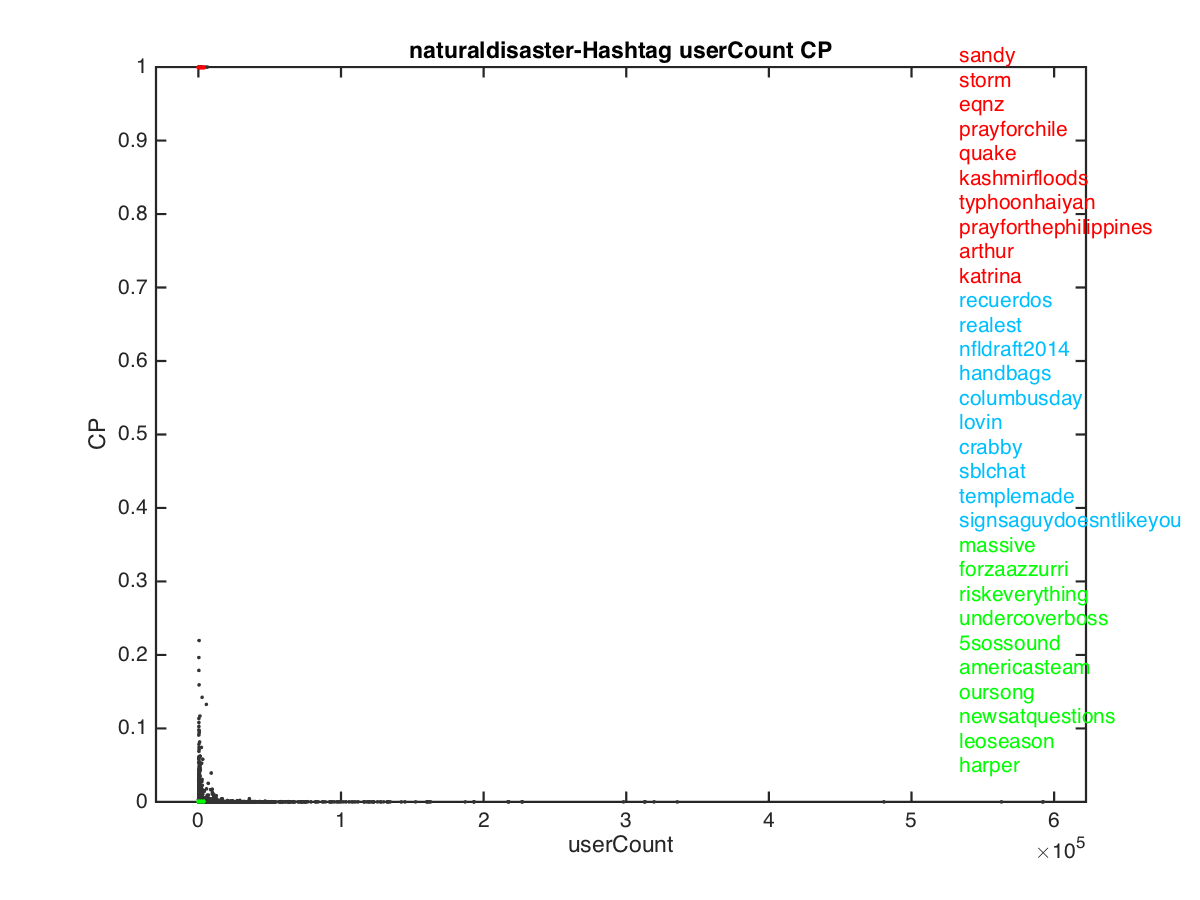 naturaldisaster-Hashtag userCount CP
sandy
storm
eqnz
prayforchile
quake
kashmirfloods
typhoonhaiyan
prayforthephilippines
arthur
katrina
recuerdos
realest
nfldraft2014
handbags
columbusday
lovin
crabby
sblchat
templemade
signsaguydoesntlikeyou
massive
forzaazzurri
riskeverything
undercoverboss
5sossound
americasteam
oursong
newsatquestions
leoseason
harper
1
0.9
0.8
0.7
0.6
0.5
0.4
0.3
0.2
0.1
0
CP
0 1 2 3 4 5 6
userCount
×10^5